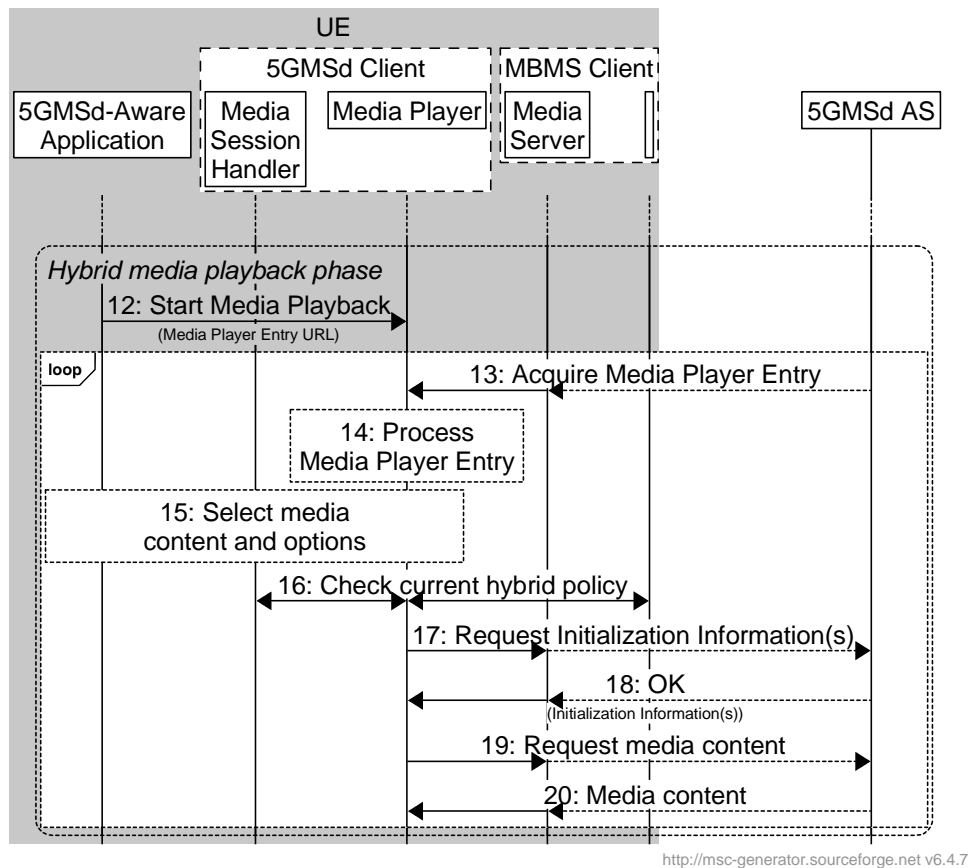 UE
5GMSd Client
MBMS Client
5GMSd-Aware
Application
Media
Session
Handler
Media Player
Media
Server
5GMSd AS
Hybrid media playback phase
12: Start Media Playback
(Media Player Entry URL)
loop
13: Acquire Media Player Entry
14: Process
Media Player Entry
15: Select media
content and options
16: Check current hybrid policy
17: Request Initialization Information(s)
18: OK
(Initialization Information(s))
19: Request media content
20: Media content
http://msc-generator.sourceforge.net v6.4.7